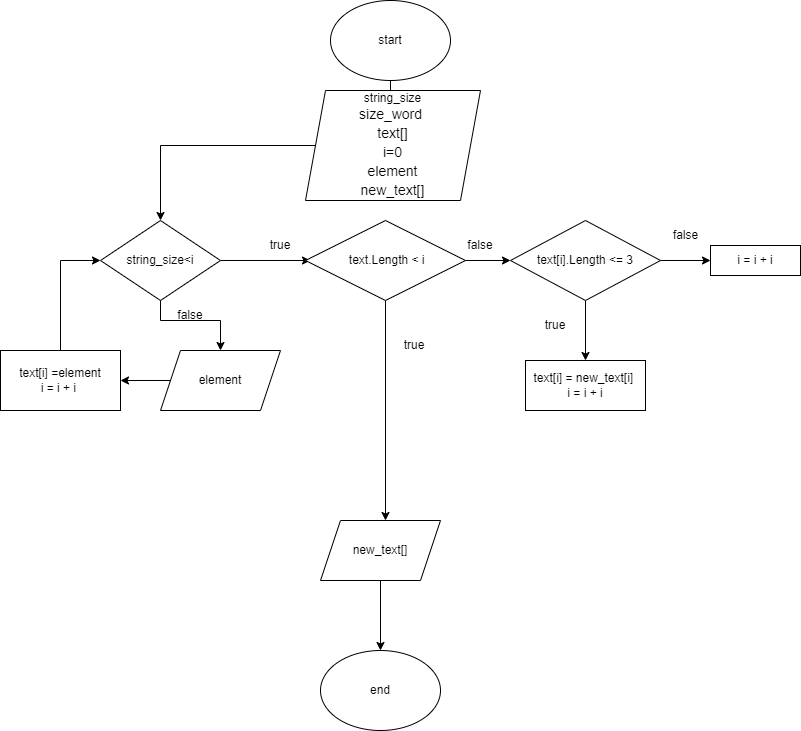 start
string_size
size_word
text[]
i=0
element
new_text[]
string_size<i
true
text.Length < i
false
text[i].Length <= 3
false
i = i + i
false
true
true
text[i] =element
i = i + i
element
text[i] = new_text[i]
i = i + i
new_text[]
end